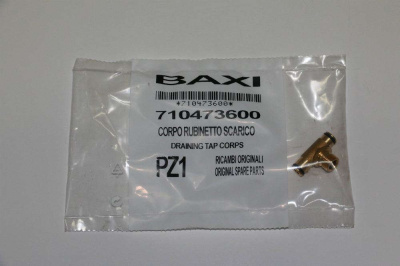 BAXI
*710473600*
710473600
CORPO RUBINETTO SCARICO
DRAINING TAP CORPS
PZ1
RICAMBI ORIGINALI
ORIGINAL SPARE PARTS